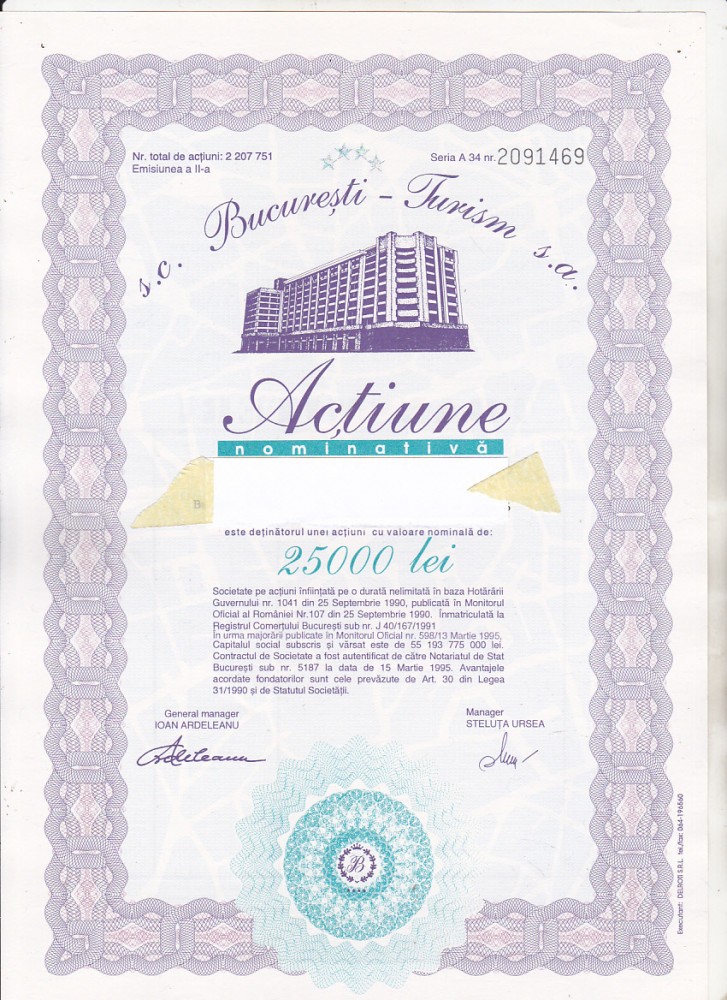 Nr. total de acțiuni: 2 207 751
Emisiunea a II-a
Seria A 34 nr. 2091469
s.c. București - Turism s.a.
Acțiune
nominativă
este deținătorul unei acțiuni cu valoare nominală de:
25000 lei
Societate pe acțiuni înființată pe o durată nelimitată în baza Hotărârii
Guvernului nr. 1041 din 25 Septembrie 1990, publicată în Monitorul
Oficial al României Nr.107 din 25 Septembrie 1990. Înmatriculată la
Registrul Comerțului București sub nr. J 40/167/1991
În urma majorării publicate în Monitorul Oficial nr. 598/13 Martie 1995,
Capitalul social subscris și vărsat este de 55 193 775 000 lei.
Contractul de Societate a fost autentificat de către Notariatul de Stat
București sub nr. 5187 la data de 15 Martie 1995. Avantajele
acordate fondatorilor sunt cele prevăzute de Art. 30 din Legea
31/1990 și de Statutul Societății.
General manager
IOAN ARDELEANU
Manager
STELUȚA URSEA
Ardeleanu
B
Executant: DELROM S.R.L. tel./fax: 064-196860